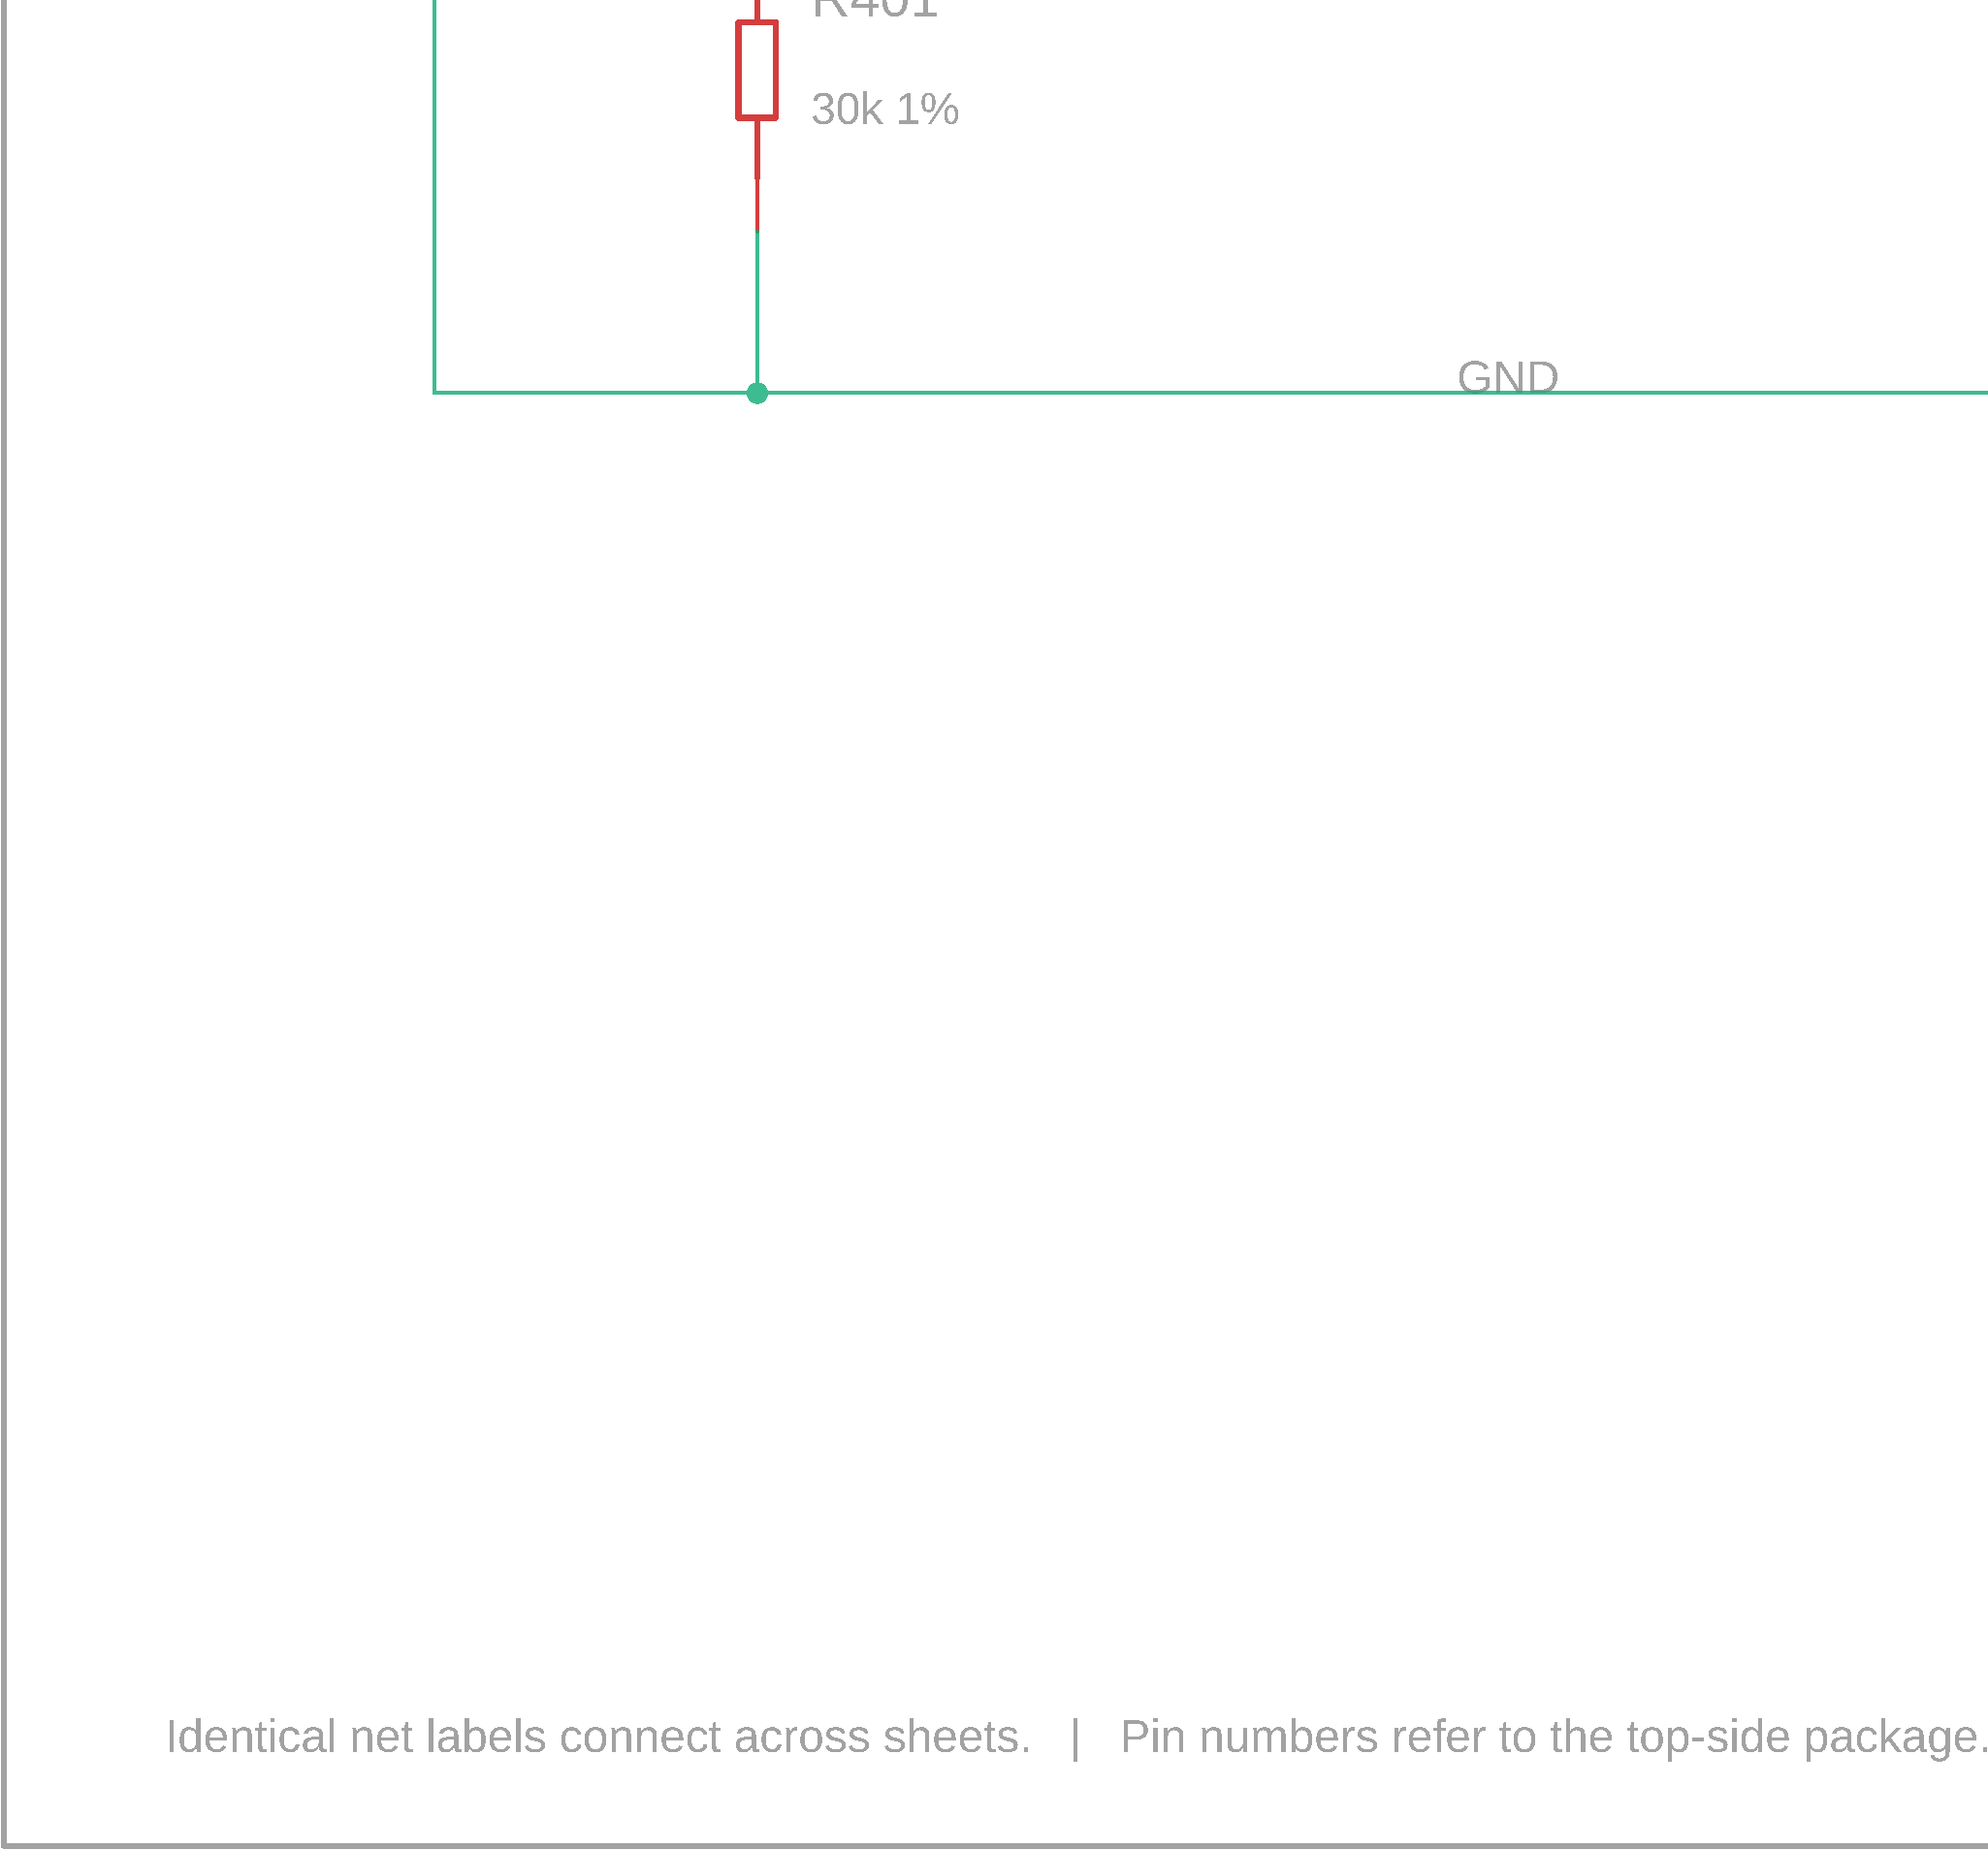 R401
30k 1%
GND
Identical net labels connect across sheets. | Pin numbers refer to the top-side package.